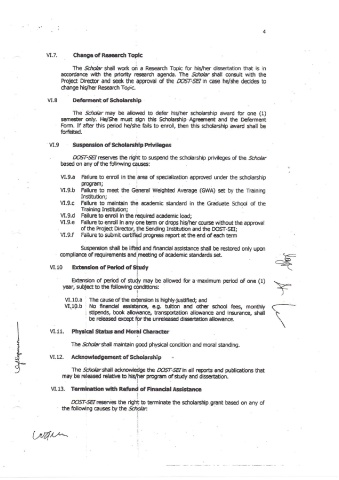 4
VI.7. Change of Research Topic
The Scholar shall work on a Research Topic for his/her dissertation that is in
accordance with the priority research agenda. The Scholar shall consult with the
Project Director and seek the approval of the DOST-SEI in case he/she decides to
change his/her Research Topic.
VI.8 Deferment of Scholarship
The Scholar may be allowed to defer his/her scholarship award for one (1)
semester only. He/She must sign this Scholarship Agreement and the Deferment
Form. If after this period he/she fails to enroll, then this scholarship award shall be
forfeited.
VI.9 Suspension of Scholarship Privileges
DOST-SEI reserves the right to suspend the scholarship privileges of the Scholar
based on any of the following causes:
VI.9.a Failure to enroll in the area of specialization approved under the scholarship
program;
VI.9.b Failure to meet the General Weighted Average (GWA) set by the Training
Institution;
VI.9.c Failure to maintain the academic standard in the Graduate School of the
Training Institution;
VI.9.d Failure to enroll in the required academic load;
VI.9.e Failure to enroll in any one term or drops his/her course without the approval
of the Project Director, the Sending Institution and the DOST-SEI;
VI.9.f Failure to submit certified progress report at the end of each term
Suspension shall be lifted and financial assistance shall be restored only upon
compliance of requirements and meeting of academic standards set.
VI.10 Extension of Period of Study
Extension of period of study may be allowed for a maximum period of one (1)
year, subject to the following conditions:
VI.10.a The cause of the extension is highly-justified; and
VI.10.b No financial assistance, e.g. tuition and other school fees, monthly
stipends, book allowance, transportation allowance and insurance, shall
be released except for the unreleased dissertation allowance.
VI.11. Physical Status and Moral Character
The Scholar shall maintain good physical condition and moral standing.
VI.12. Acknowledgement of Scholarship
The Scholar shall acknowledge the DOST-SEI in all reports and publications that
may be released relative to his/her program of study and dissertation.
VI.13. Termination with Refund of Financial Assistance
DOST-SEI reserves the right to terminate the scholarship grant based on any of
the following causes by the Scholar: